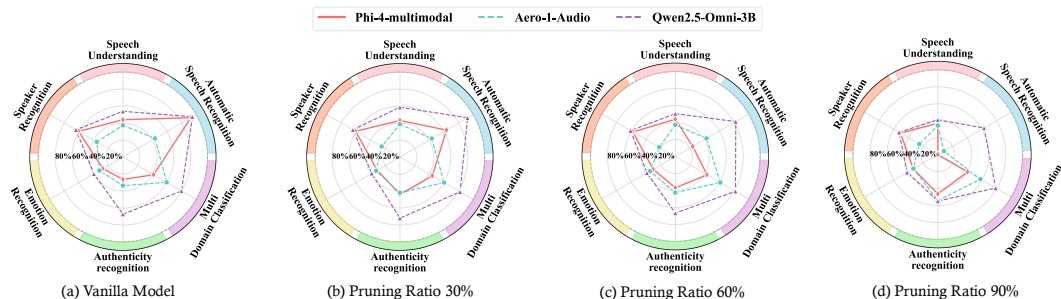 Phi-4-multimodal
Aero-1-Audio
Qwen2.5-Omni-3B
Speech
Understanding
Automatic
Speech Recognition
Multi
Domain Classification
Authenticity
recognition
Emotion
Recognition
Speaker
Recognition
80%60%40%20%
(a) Vanilla Model
Speech
Understanding
Automatic
Speech Recognition
Multi
Domain Classification
Authenticity
recognition
Emotion
Recognition
Speaker
Recognition
80%60%40%20%
(b) Pruning Ratio 30%
Speech
Understanding
Automatic
Speech Recognition
Multi
Domain Classification
Authenticity
recognition
Emotion
Recognition
Speaker
Recognition
80%60%40%20%
(c) Pruning Ratio 60%
Speech
Understanding
Automatic
Speech Recognition
Multi
Domain Classification
Authenticity
recognition
Emotion
Recognition
Speaker
Recognition
80%60%40%20%
(d) Pruning Ratio 90%